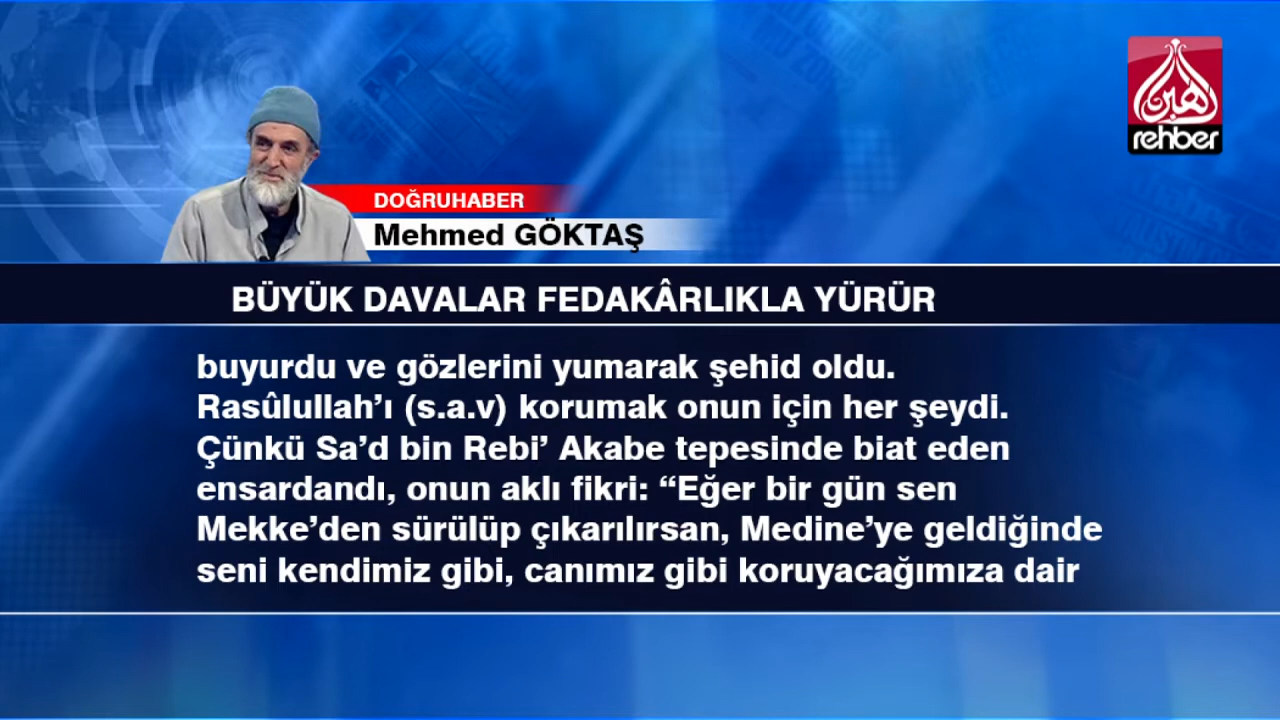 رهبر
rehber
DOĞRUHABER
Mehmed GÖKTAŞ
BÜYÜK DAVALAR FEDAKÂRLIKLA YÜRÜR
buyurdu ve gözlerini yumarak şehid oldu.
Rasûlullah’ı (s.a.v) korumak onun için her şeydi.
Çünkü Sa’d bin Rebi’ Akabe tepesinde biat eden
ensardandı, onun aklı fikri: “Eğer bir gün sen
Mekke’den sürülüp çıkarılırsan, Medine’ye geldiğinde
seni kendimiz gibi, canımız gibi koruyacağımıza dair